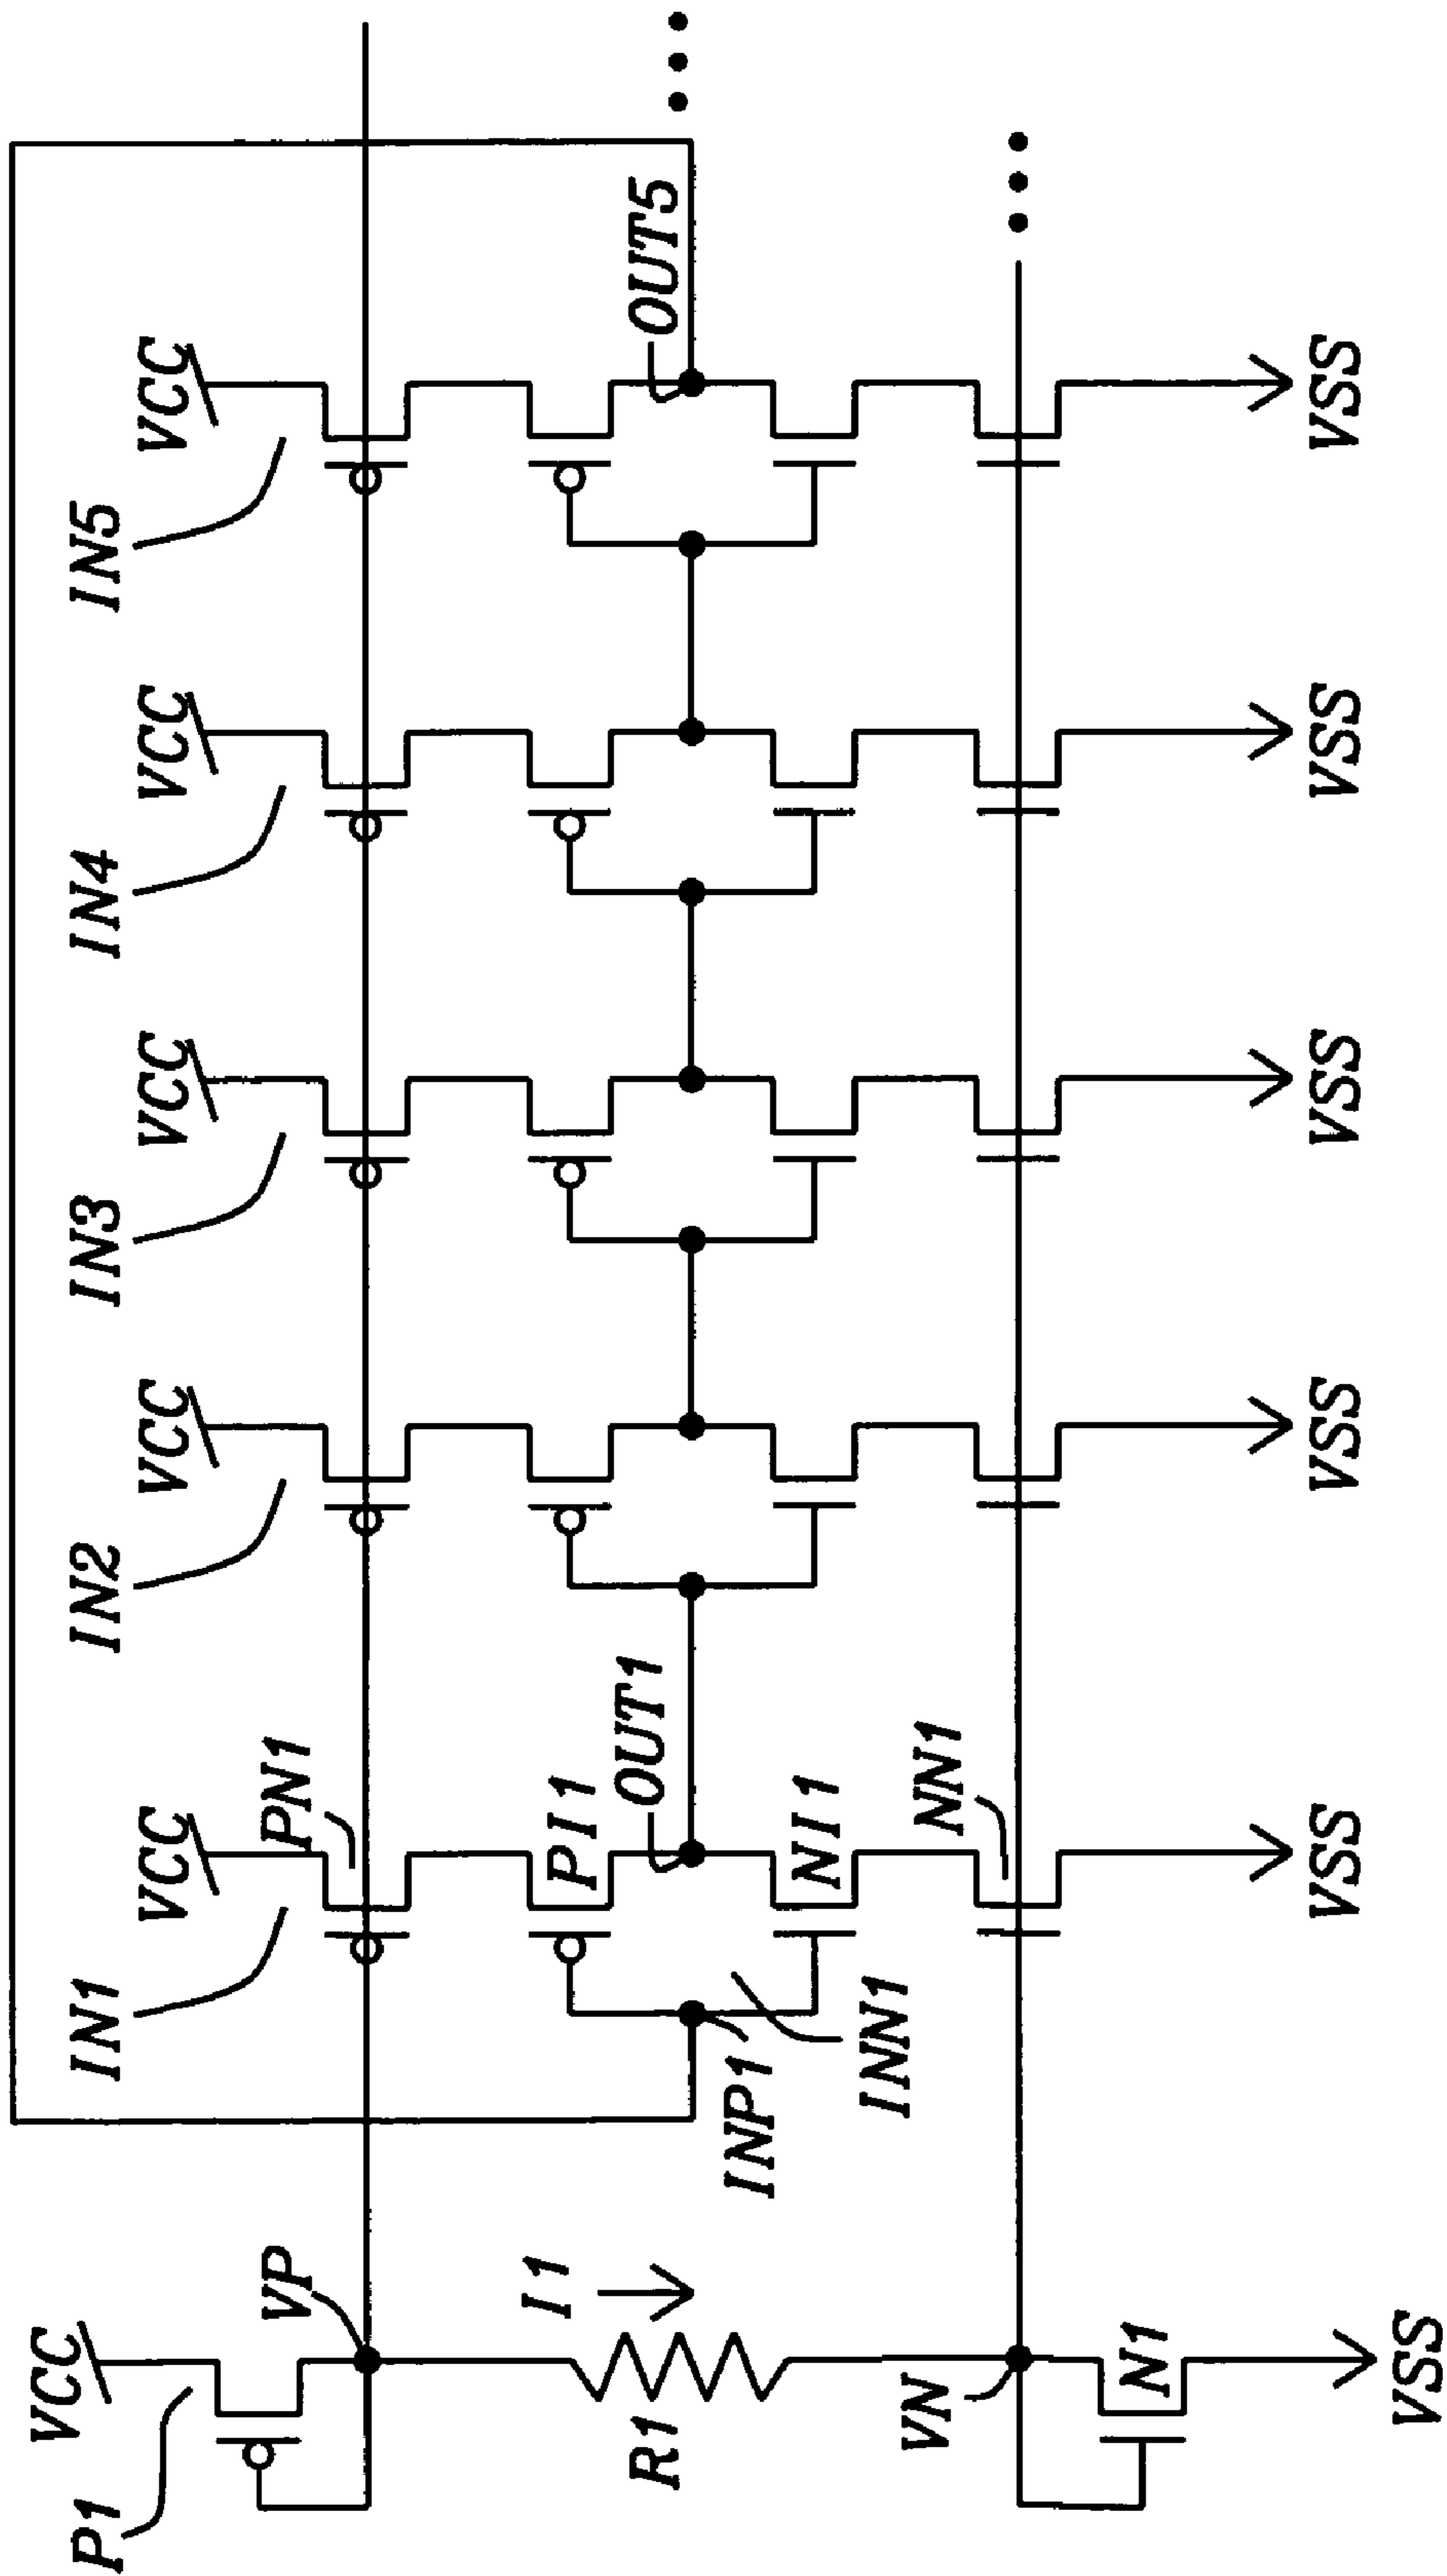 VCC
P1
VP
I1
R1
VN
N1
VSS
VCC
IN1
PN1
PI1
OUT1
INP1
INN1
NI1
NN1
VSS
VCC
IN2
VSS
VCC
IN3
VSS
VCC
IN4
VSS
VCC
IN5
OUT5
VSS